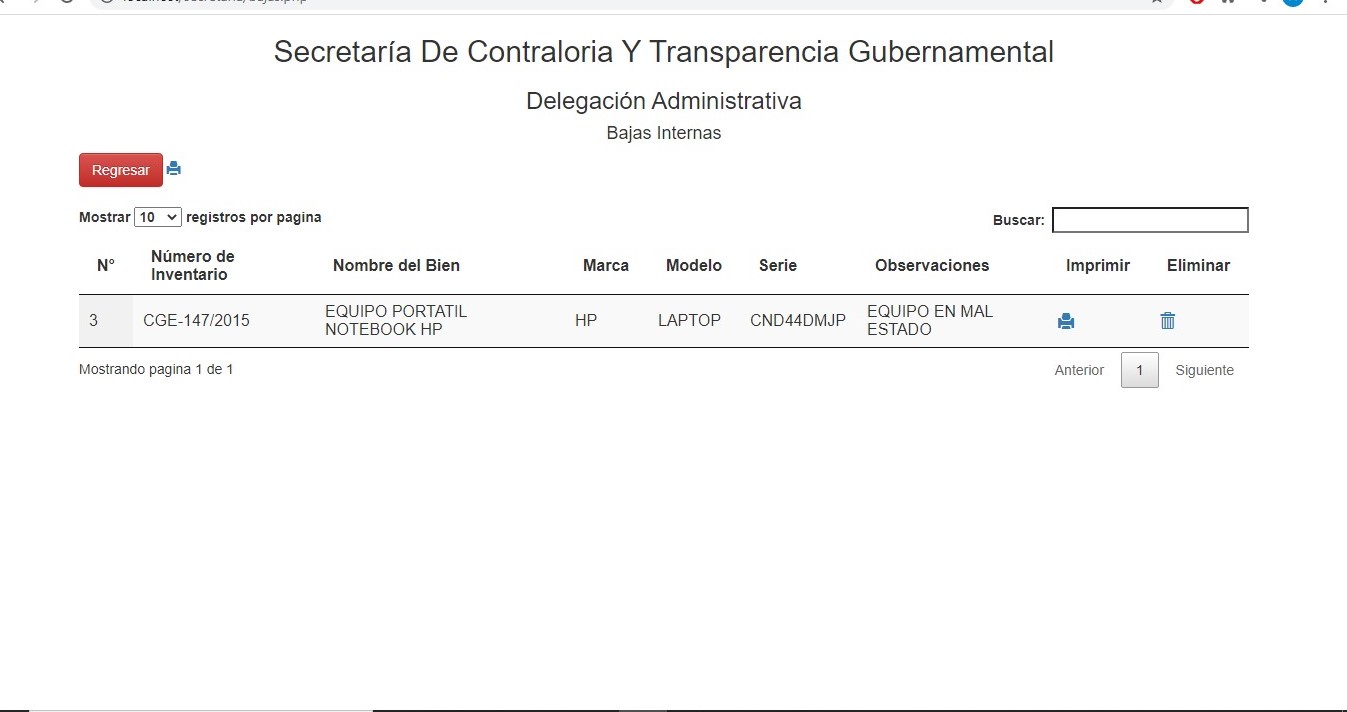 Secretaría De Contraloria Y Transparencia Gubernamental
Delegación Administrativa
Bajas Internas
Regresar
Mostrar 10 registros por pagina
Buscar:
N° Número de Inventario Nombre del Bien Marca Modelo Serie Observaciones Imprimir Eliminar
3 CGE-147/2015 EQUIPO PORTATIL NOTEBOOK HP HP LAPTOP CND44DMJP EQUIPO EN MAL ESTADO
Mostrando pagina 1 de 1
Anterior 1 Siguiente